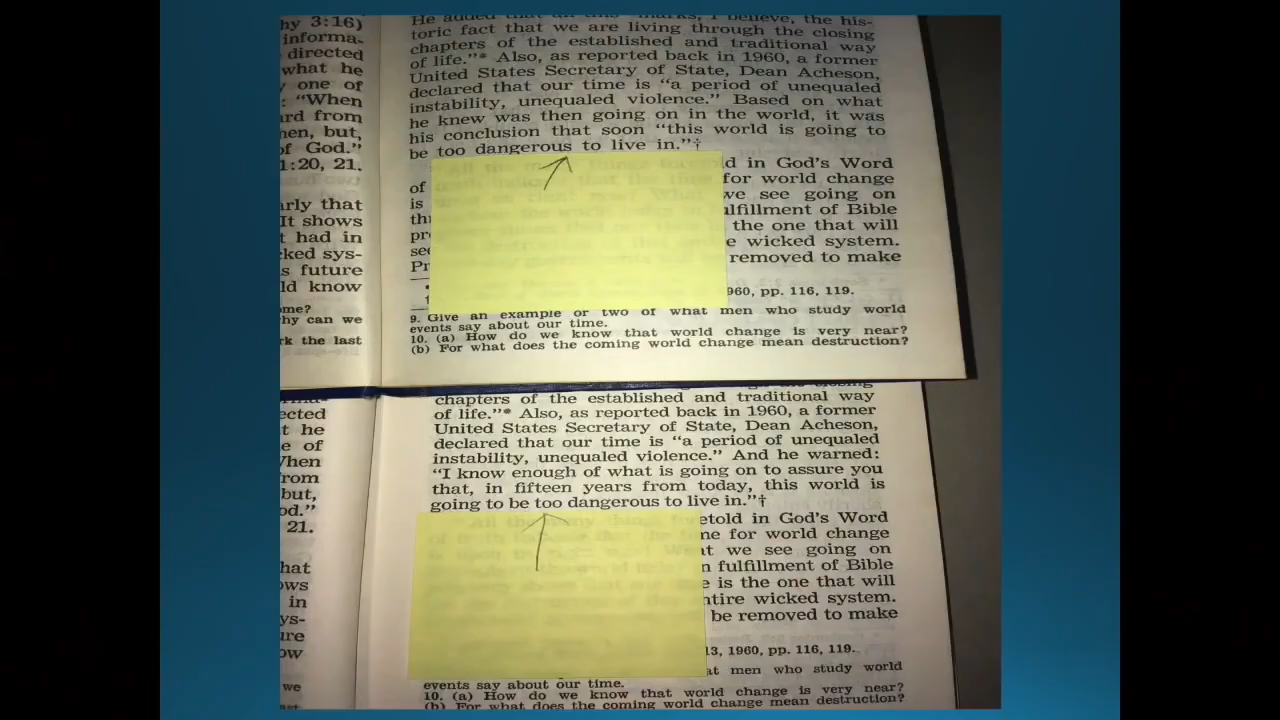 hy 3:16)
informa-
directed
what he
one of
: "When
rd from
hen, but,
of God."
1:20, 21.
arly that
It shows
t had in
ked sys-
s future
ld know
ome?
hy can we
rk the last
He added that all this "marks, I believe, the his-
toric fact that we are living through the closing
chapters of the established and traditional way
of life."* Also, as reported back in 1960, a former
United States Secretary of State, Dean Acheson,
declared that our time is "a period of unequaled
instability, unequaled violence." Based on what
he knew was then going on in the world, it was
his conclusion that soon "this world is going to
be too dangerous to live in."†
d in God's Word
of for world change
is we see going on
thr ulfillment of Bible
pr the one that will
see e wicked system.
Pr removed to make
960, pp. 116, 119.
9. Give an example or two of what men who study world
events say about our time.
10. (a) How do we know that world change is very near?
(b) For what does the coming world change mean destruction?
ected
t he
e of
When
rom
but,
od."
21.
hat
ows
in
ys-
ure
ow
we
chapters of the established and traditional way
of life."* Also, as reported back in 1960, a former
United States Secretary of State, Dean Acheson,
declared that our time is "a period of unequaled
instability, unequaled violence." And he warned:
"I know enough of what is going on to assure you
that, in fifteen years from today, this world is
going to be too dangerous to live in."†
etold in God's Word
me for world change
t we see going on
n fulfillment of Bible
e is the one that will
ntire wicked system.
be removed to make
13, 1960, pp. 116, 119.
at men who study world
events say about our time.
10. (a) How do we know that world change is very near?
(b) For what does the coming world change mean destruction?